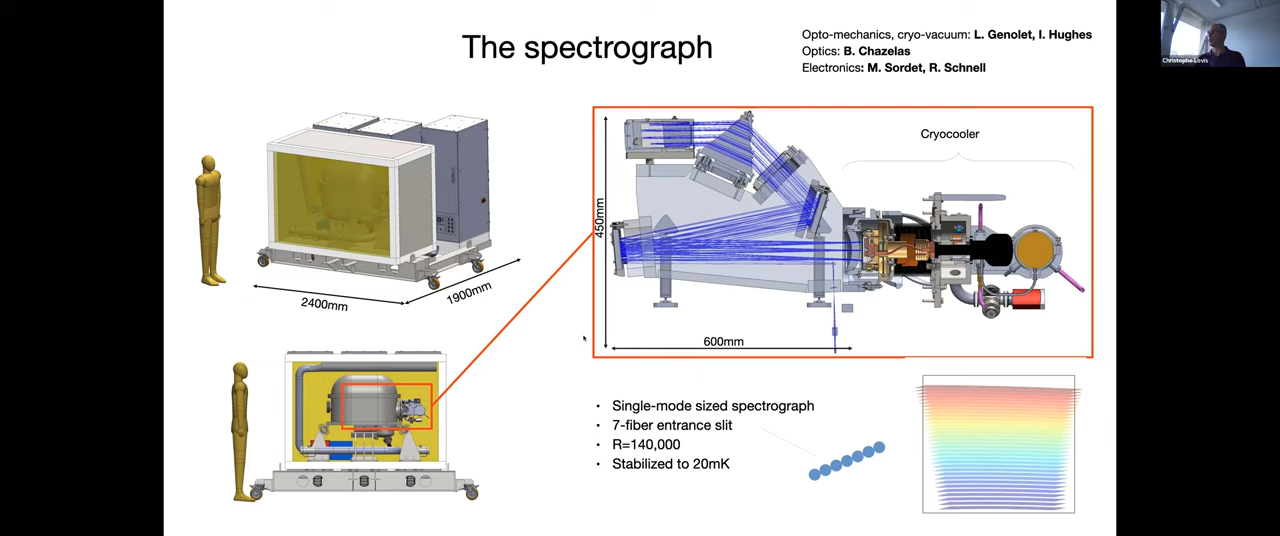 The spectrograph
Opto-mechanics, cryo-vacuum: L. Genolet, I. Hughes
Optics: B. Chazelas
Electronics: M. Sordet, R. Schnell
Christophe Lovis
Cryocooler
450mm
600mm
2400mm
1900mm
• Single-mode sized spectrograph
• 7-fiber entrance slit
• R=140,000
• Stabilized to 20mK